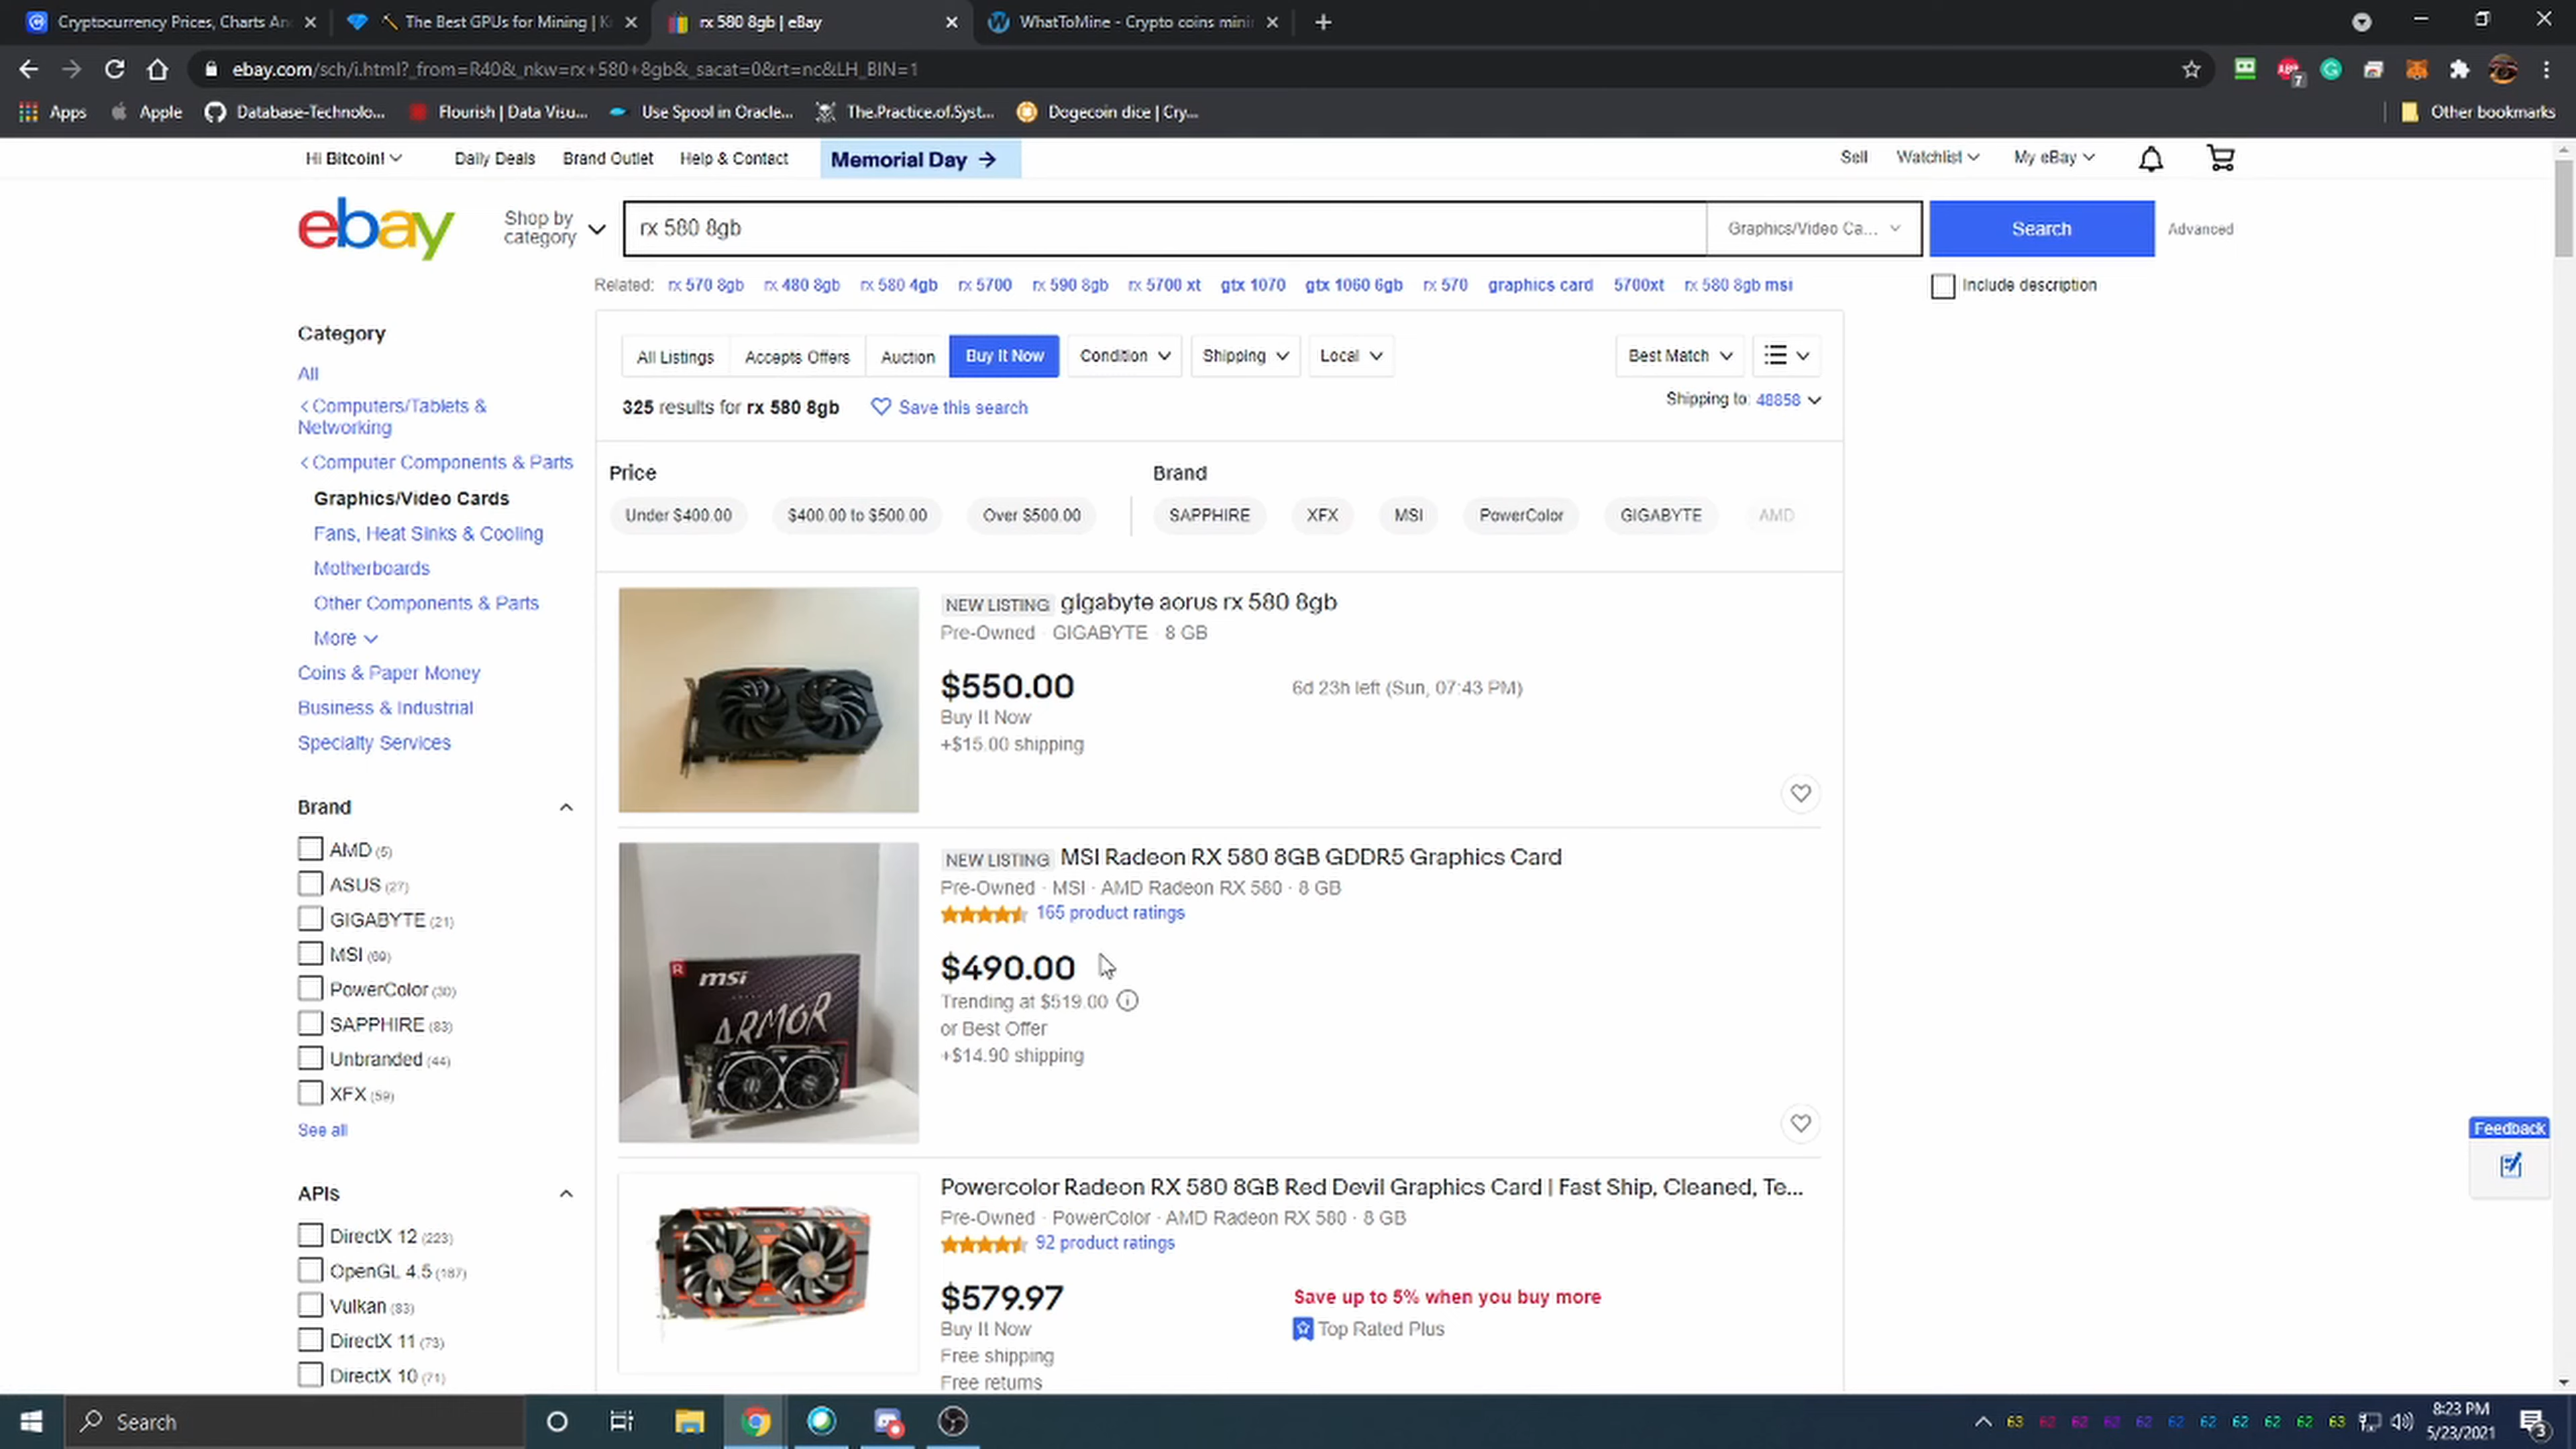 Cryptocurrency Prices, Charts An
The Best GPUs for Mining | K
rx 580 8gb | eBay
WhatToMine - Crypto coins mini
ebay.com/sch/i.html?_from=R40&_nkw=rx+580+8gb&_sacat=0&rt=nc&LH_BIN=1
ABP
7
Apps
Apple
Database-Technolo...
Flourish | Data Visu...
Use Spool in Oracle...
The.Practice.of.Syst...
Dogecoin dice | Cry...
Other bookmarks
Hi Bitcoin!
Daily Deals
Brand Outlet
Help & Contact
Memorial Day
Sell
Watchlist
My eBay
ebay
Shop by
category
rx 580 8gb
Graphics/Video Ca...
Search
Advanced
Related: rx 570 8gb rx 480 8gb rx 580 4gb rx 5700 rx 590 8gb rx 5700 xt gtx 1070 gtx 1060 6gb rx 570 graphics card 5700xt rx 580 8gb msi
Include description
Category
All
Computers/Tablets &
Networking
Computer Components & Parts
Graphics/Video Cards
Fans, Heat Sinks & Cooling
Motherboards
Other Components & Parts
More
Coins & Paper Money
Business & Industrial
Specialty Services
Brand
AMD (5)
ASUS (27)
GIGABYTE (21)
MSI (69)
PowerColor (30)
SAPPHIRE (83)
Unbranded (44)
XFX (59)
See all
APIs
DirectX 12 (223)
OpenGL 4.5 (187)
Vulkan (83)
DirectX 11 (73)
DirectX 10 (71)
All Listings
Accepts Offers
Auction
Buy It Now
Condition
Shipping
Local
Best Match
325 results for rx 580 8gb
Save this search
Shipping to: 48858
Price
Under $400.00
$400.00 to $500.00
Over $500.00
Brand
SAPPHIRE
XFX
MSI
PowerColor
GIGABYTE
AMD
NEW LISTING gigabyte aorus rx 580 8gb
Pre-Owned · GIGABYTE · 8 GB
$550.00
6d 23h left (Sun, 07:43 PM)
Buy It Now
+$15.00 shipping
msi
ARMOR
NEW LISTING MSI Radeon RX 580 8GB GDDR5 Graphics Card
Pre-Owned · MSI · AMD Radeon RX 580 · 8 GB
165 product ratings
$490.00
Trending at $519.00
or Best Offer
+$14.90 shipping
Powercolor Radeon RX 580 8GB Red Devil Graphics Card | Fast Ship, Cleaned, Te...
Pre-Owned · PowerColor · AMD Radeon RX 580 · 8 GB
92 product ratings
$579.97
Save up to 5% when you buy more
Buy It Now
Top Rated Plus
Free shipping
Free returns
Feedback
Search
63 62 62 62 62 62 62 62 62 62 63
8:23 PM
5/23/2021
3